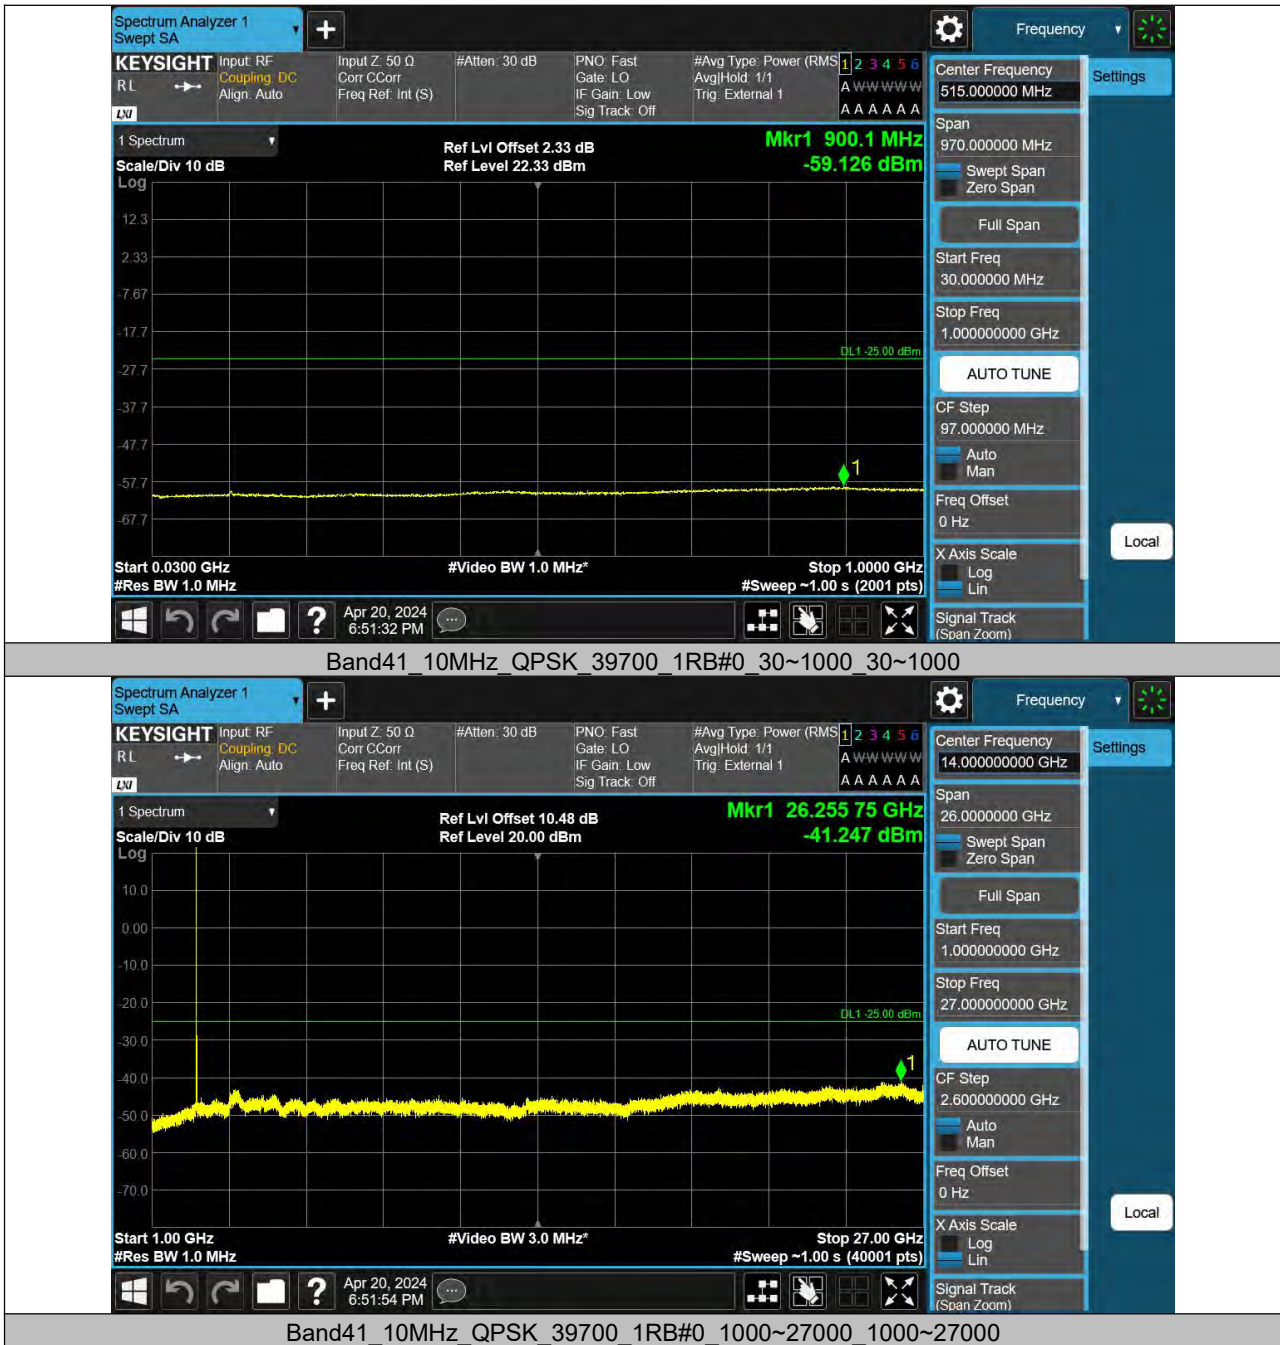 Spectrum Analyzer 1
Swept SA
Frequency
KEYSIGHT
RL
LXI
Input: RF
Coupling: DC
Align: Auto
Input Z: 50 Ω
Corr CCorr
Freq Ref: Int (S)
#Atten: 30 dB
PNO: Fast
Gate: LO
IF Gain: Low
Sig Track: Off
#Avg Type: Power (RMS
Avg|Hold: 1/1
Trig: External 1
1 2 3 4 5 6
A W W W W W
A A A A A A
Center Frequency
515.000000 MHz
Settings
1 Spectrum
Scale/Div 10 dB
Log
Ref Lvl Offset 2.33 dB
Ref Level 22.33 dBm
Mkr1 900.1 MHz
-59.126 dBm
Span
970.000000 MHz
Swept Span
Zero Span
Full Span
Start Freq
30.000000 MHz
Stop Freq
1.000000000 GHz
AUTO TUNE
CF Step
97.000000 MHz
Auto
Man
Freq Offset
0 Hz
X Axis Scale
Log
Lin
Signal Track
(Span Zoom)
Local
12.3
2.33
-7.67
-17.7
DL1 -25.00 dBm
-27.7
-37.7
-47.7
1
-57.7
-67.7
Start 0.0300 GHz
#Video BW 1.0 MHz*
Stop 1.0000 GHz
#Res BW 1.0 MHz
#Sweep ~1.00 s (2001 pts)
?
Apr 20, 2024
6:51:32 PM
Band41_10MHz_QPSK_39700_1RB#0_30~1000_30~1000
Spectrum Analyzer 1
Swept SA
Frequency
KEYSIGHT
RL
LXI
Input: RF
Coupling: DC
Align: Auto
Input Z: 50 Ω
Corr CCorr
Freq Ref: Int (S)
#Atten: 30 dB
PNO: Fast
Gate: LO
IF Gain: Low
Sig Track: Off
#Avg Type: Power (RMS
Avg|Hold: 1/1
Trig: External 1
1 2 3 4 5 6
A W W W W W
A A A A A A
Center Frequency
14.000000000 GHz
Settings
1 Spectrum
Scale/Div 10 dB
Log
Ref Lvl Offset 10.48 dB
Ref Level 20.00 dBm
Mkr1 26.255 75 GHz
-41.247 dBm
Span
26.0000000 GHz
Swept Span
Zero Span
Full Span
Start Freq
1.000000000 GHz
Stop Freq
27.000000000 GHz
AUTO TUNE
CF Step
2.600000000 GHz
Auto
Man
Freq Offset
0 Hz
X Axis Scale
Log
Lin
Signal Track
(Span Zoom)
Local
10.0
0.00
-10.0
-20.0
DL1 -25.00 dBm
-30.0
1
-40.0
-50.0
-60.0
-70.0
Start 1.00 GHz
#Video BW 3.0 MHz*
Stop 27.00 GHz
#Res BW 1.0 MHz
#Sweep ~1.00 s (40001 pts)
?
Apr 20, 2024
6:51:54 PM
Band41_10MHz_QPSK_39700_1RB#0_1000~27000_1000~27000